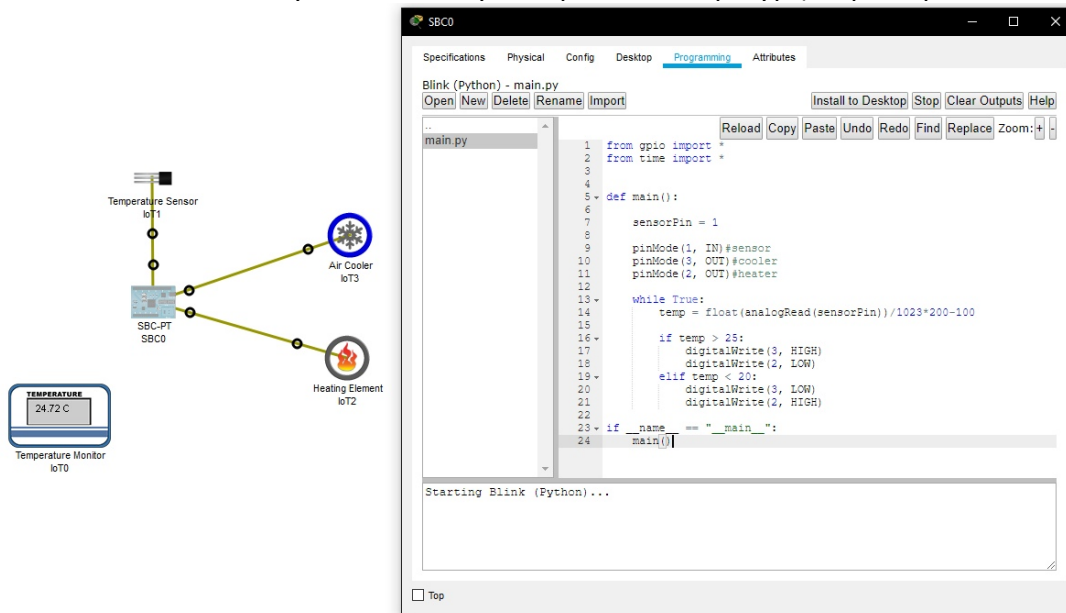 Temperature Sensor
IoT1
Air Cooler
IoT3
SBC-PT
SBC0
Heating Element
IoT2
TEMPERATURE
24.72 C
Temperature Monitor
IoT0
SBC0
Specifications Physical Config Desktop Programming Attributes
Blink (Python) - main.py
Open New Delete Rename Import Install to Desktop Stop Clear Outputs Help
Reload Copy Paste Undo Redo Find Replace Zoom: + -
..
main.py
1 from gpio import *
2 from time import *
3
4
5 def main():
6
7 sensorPin = 1
8
9 pinMode(1, IN)#sensor
10 pinMode(3, OUT)#cooler
11 pinMode(2, OUT)#heater
12
13 while True:
14 temp = float(analogRead(sensorPin))/1023*200-100
15
16 if temp > 25:
17 digitalWrite(3, HIGH)
18 digitalWrite(2, LOW)
19 elif temp < 20:
20 digitalWrite(3, LOW)
21 digitalWrite(2, HIGH)
22
23 if __name__ == "__main__":
24 main()
Starting Blink (Python)...
Top